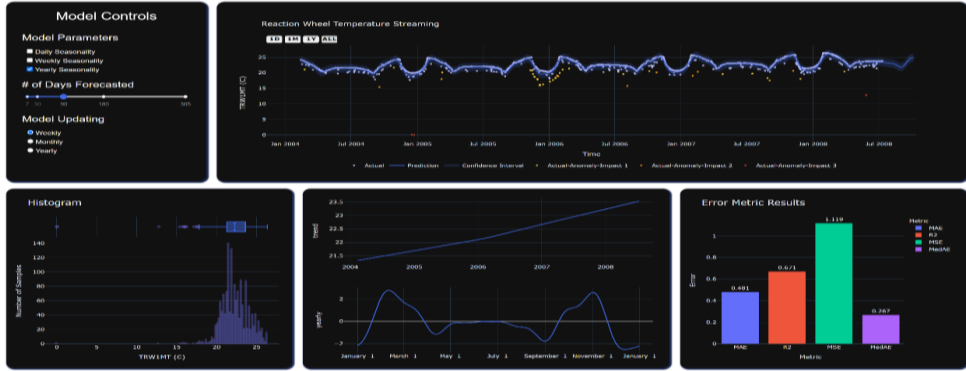 Model Controls
Model Parameters
Daily Seasonality
Weekly Seasonality
Yearly Seasonality
# of Days Forecasted
7 30 90 180 365
Model Updating
Weekly
Monthly
Yearly
Reaction Wheel Temperature Streaming
1D 1M 1Y ALL
TRW1MT (C)
25
20
15
10
5
0
Jan 2004 Jul 2004 Jan 2005 Jul 2005 Jan 2006 Jul 2006 Jan 2007 Jul 2007 Jan 2008 Jul 2008
Time
Actual Prediction Confidence Interval Actual-Anomaly-Impact 1 Actual-Anomaly-Impact 2 Actual-Anomaly-Impact 3
Histogram
Number of Samples
140
120
100
80
60
40
20
0
0 5 10 15 20 25
TRW1MT (C)
trend
23.5
23
22.5
22
21.5
2004 2005 2006 2007 2008
yearly
2
0
−2
January 1 March 1 May 1 July 1 September 1 November 1 January 1
Error Metric Results
Error
1
0.8
0.6
0.4
0.2
0
0.481
0.671
1.119
0.267
MAE R2 MSE MedAE
Metric
Metric
MAE
R2
MSE
MedAE